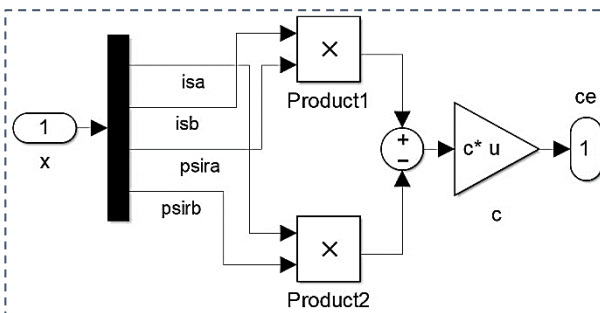 ×
Product1
isa
isb
psira
psirb
1
x
+
−
c* u
c
ce
1
×
Product2